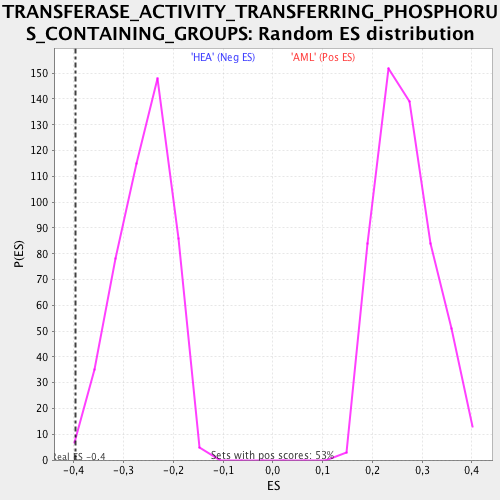 TRANSFERASE_ACTIVITY_TRANSFERRING_PHOSPHORU
S_CONTAINING_GROUPS: Random ES distribution
'HEA' (Neg ES) 'AML' (Pos ES)
150
140
130
120
110
100
90
80
70
60
50
40
30
20
10
0
P(ES)
Real ES -0.4
Sets with pos scores: 53%
-0,4 -0,3 -0,2 -0,1 0,0 0,1 0,2 0,3 0,4
ES